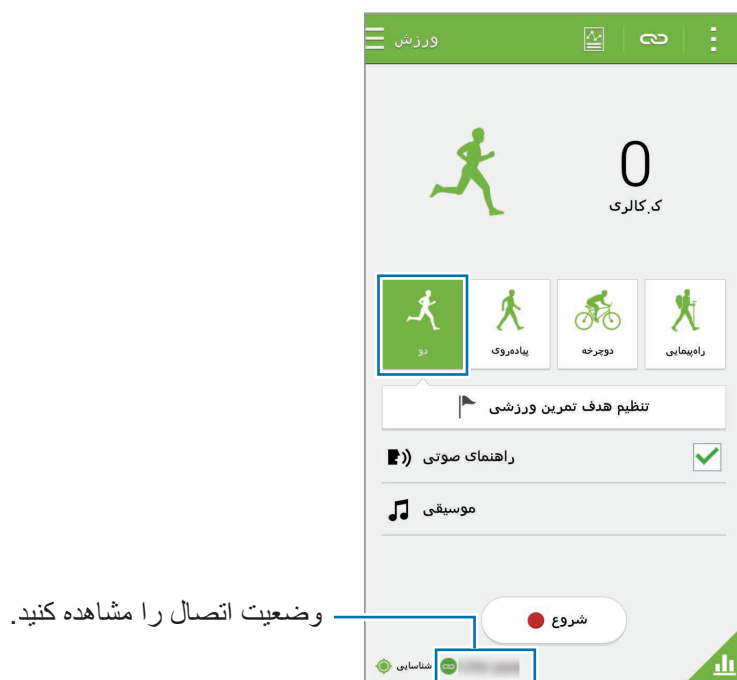 ورزش
0
ک.کالری
دو
پیاده‌روی
دوچرخه
راه‌پیمایی
تنظیم هدف تمرین ورزشی
راهنمای صوتی
موسیقی
شروع
وضعیت اتصال را مشاهده کنید.
شناسایی